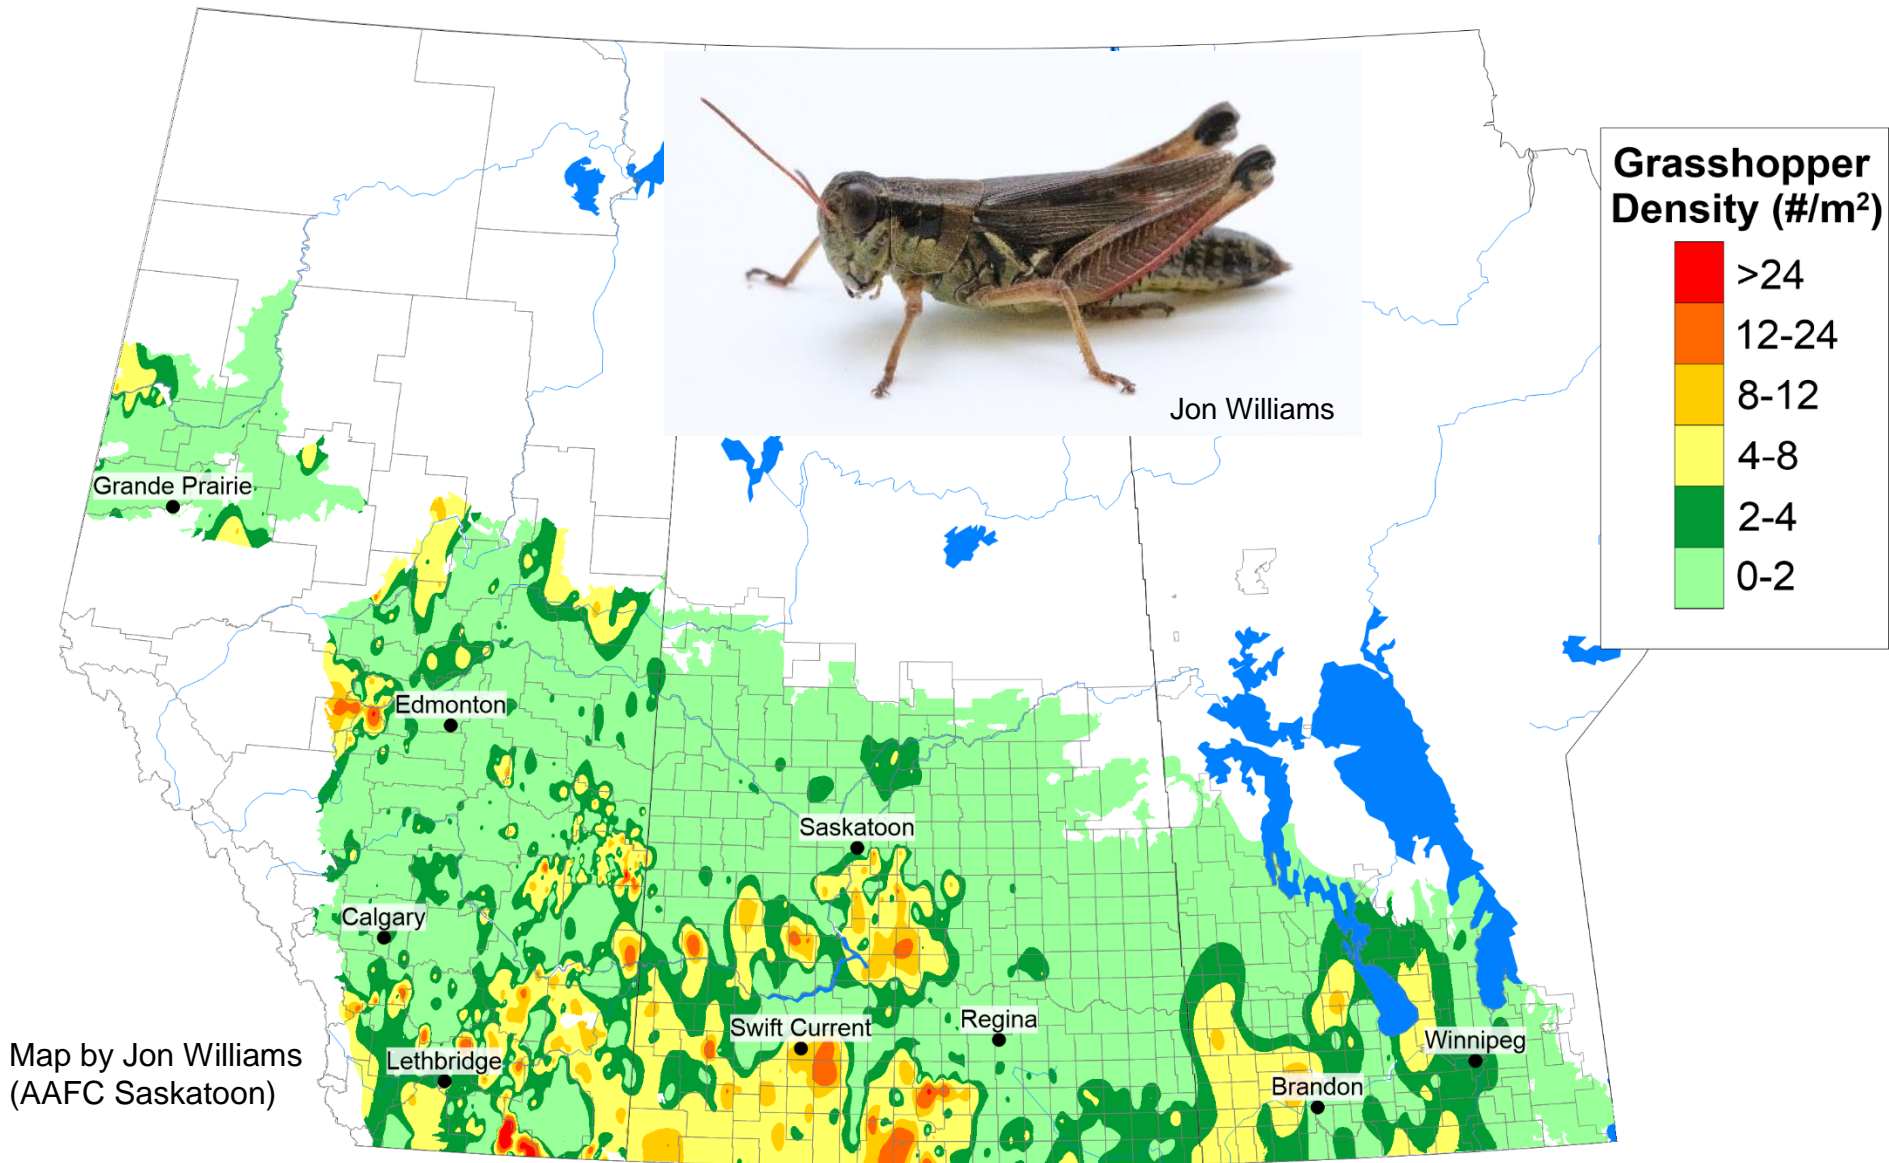 Jon Williams
Grasshopper
Density (#/m²)
>24
12-24
8-12
4-8
2-4
0-2
Grande Prairie
Edmonton
Saskatoon
Calgary
Swift Current
Regina
Winnipeg
Lethbridge
Brandon
Map by Jon Williams
(AAFC Saskatoon)